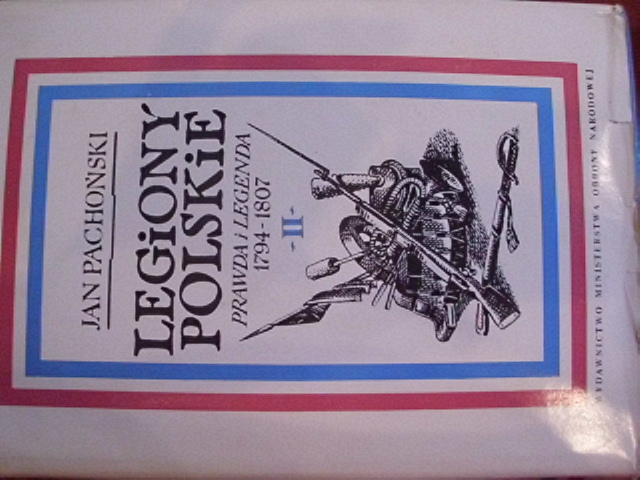 JAN PACHOŃSKI
LEGiONY
POLSKiE
PRAWDA i LEGENDA
1794-1807
-II-
WYDAWNICTWO MINISTERSTWA OBRONY NARODOWEJ